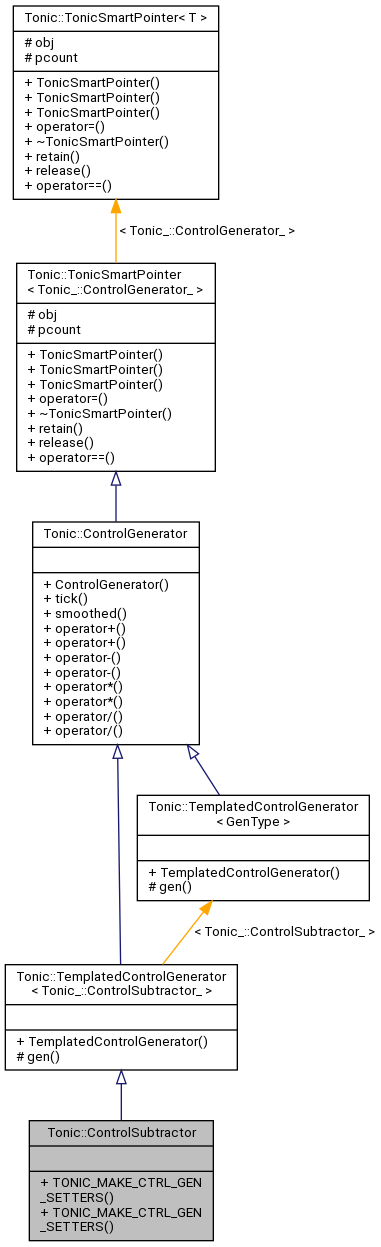 Tonic::TonicSmartPointer< T >
# obj
# pcount
+ TonicSmartPointer()
+ TonicSmartPointer()
+ TonicSmartPointer()
+ operator=()
+ ~TonicSmartPointer()
+ retain()
+ release()
+ operator==()
< Tonic_::ControlGenerator_ >
Tonic::TonicSmartPointer
< Tonic_::ControlGenerator_ >
# obj
# pcount
+ TonicSmartPointer()
+ TonicSmartPointer()
+ TonicSmartPointer()
+ operator=()
+ ~TonicSmartPointer()
+ retain()
+ release()
+ operator==()
Tonic::ControlGenerator
+ ControlGenerator()
+ tick()
+ smoothed()
+ operator+()
+ operator+()
+ operator-()
+ operator-()
+ operator*()
+ operator*()
+ operator/()
+ operator/()
Tonic::TemplatedControlGenerator
< GenType >
+ TemplatedControlGenerator()
# gen()
< Tonic_::ControlSubtractor_ >
Tonic::TemplatedControlGenerator
< Tonic_::ControlSubtractor_ >
+ TemplatedControlGenerator()
# gen()
Tonic::ControlSubtractor
+ TONIC_MAKE_CTRL_GEN
_SETTERS()
+ TONIC_MAKE_CTRL_GEN
_SETTERS()